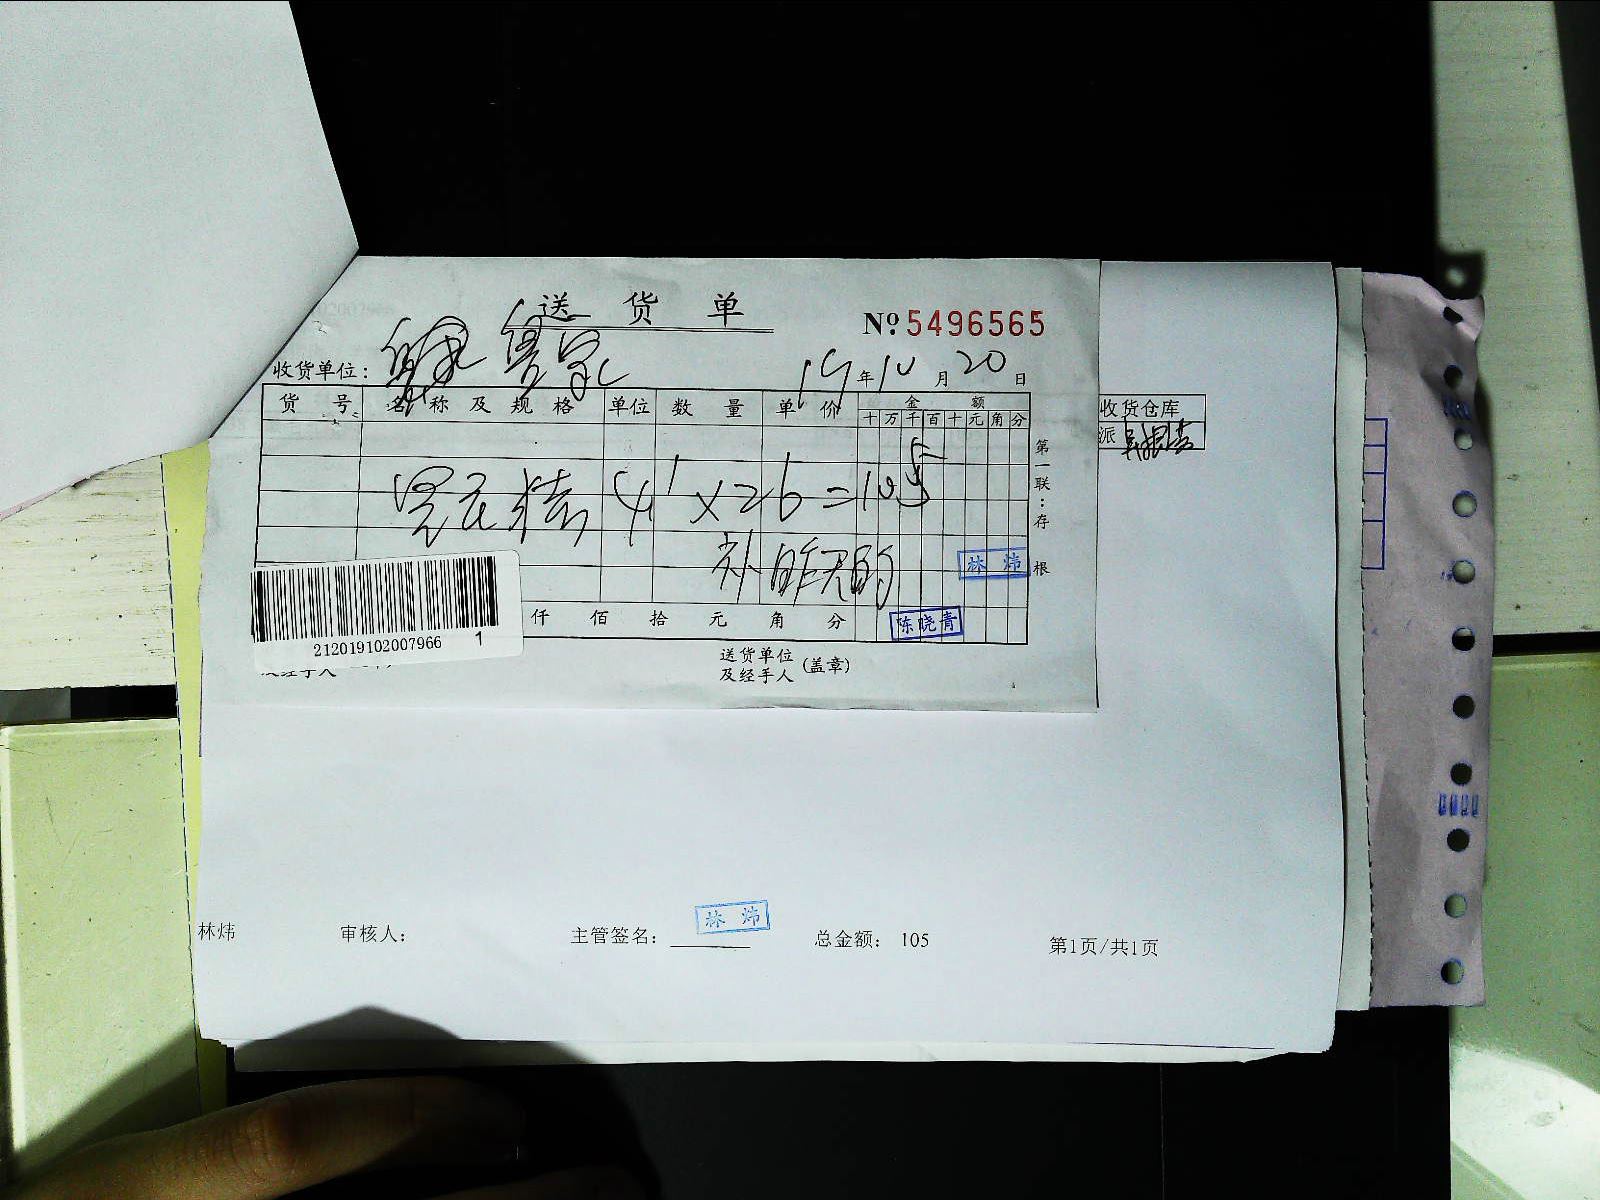 送货单
№ 5496565
收货单位：
19年10月20日
货号 名称及规格 单位 数量 单价 金额
十万千百十元角分
收货仓库
派
4 × 26 = 105
补昨天的
林炜
第一联：存根
仟 佰 拾 元 角 分
陈晓青
212019102007966 1
送货单位
及经手人（盖章）
林炜 审核人： 主管签名： 林炜 总金额： 105 第1页/共1页